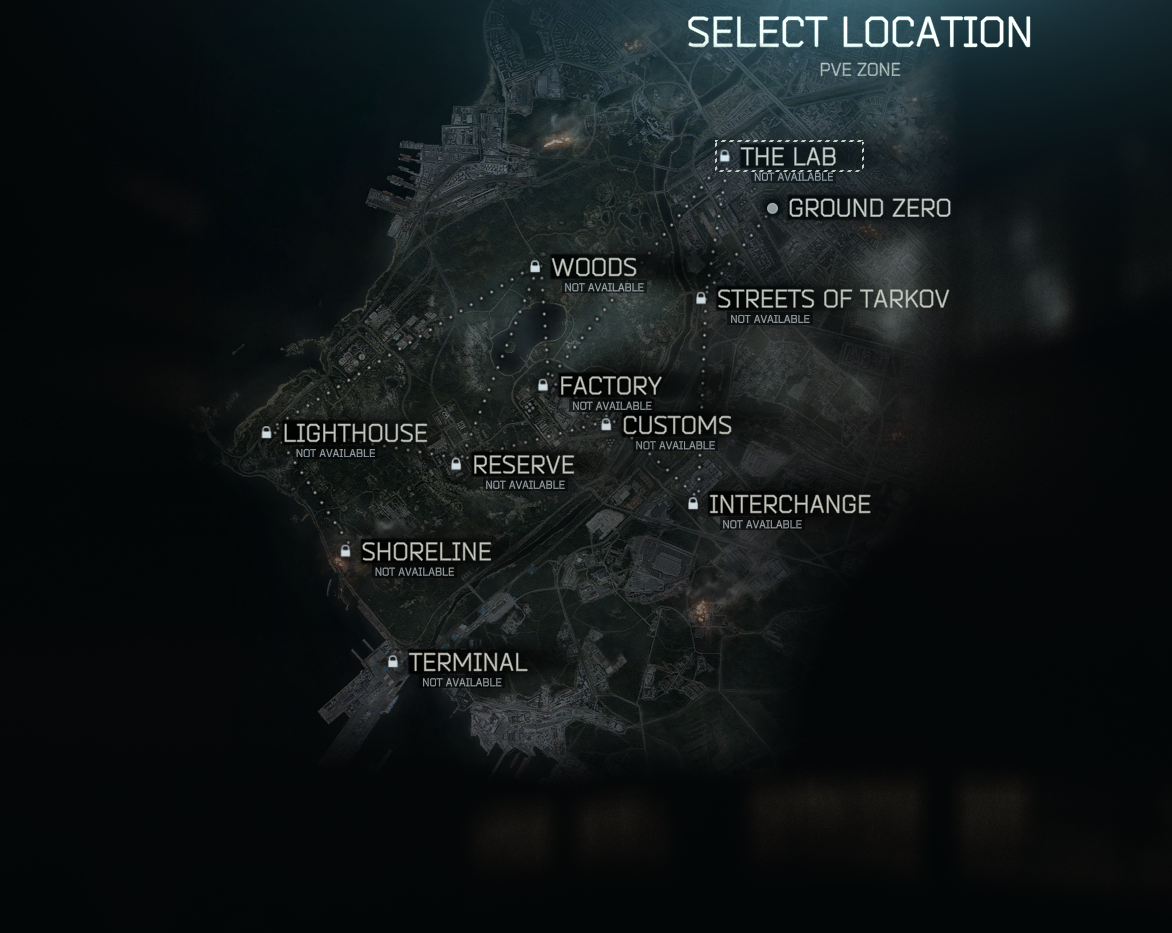 SELECT LOCATION
PVE ZONE
THE LAB
NOT AVAILABLE
GROUND ZERO
WOODS
NOT AVAILABLE
STREETS OF TARKOV
NOT AVAILABLE
FACTORY
NOT AVAILABLE
CUSTOMS
NOT AVAILABLE
LIGHTHOUSE
NOT AVAILABLE
RESERVE
NOT AVAILABLE
INTERCHANGE
NOT AVAILABLE
SHORELINE
NOT AVAILABLE
TERMINAL
NOT AVAILABLE